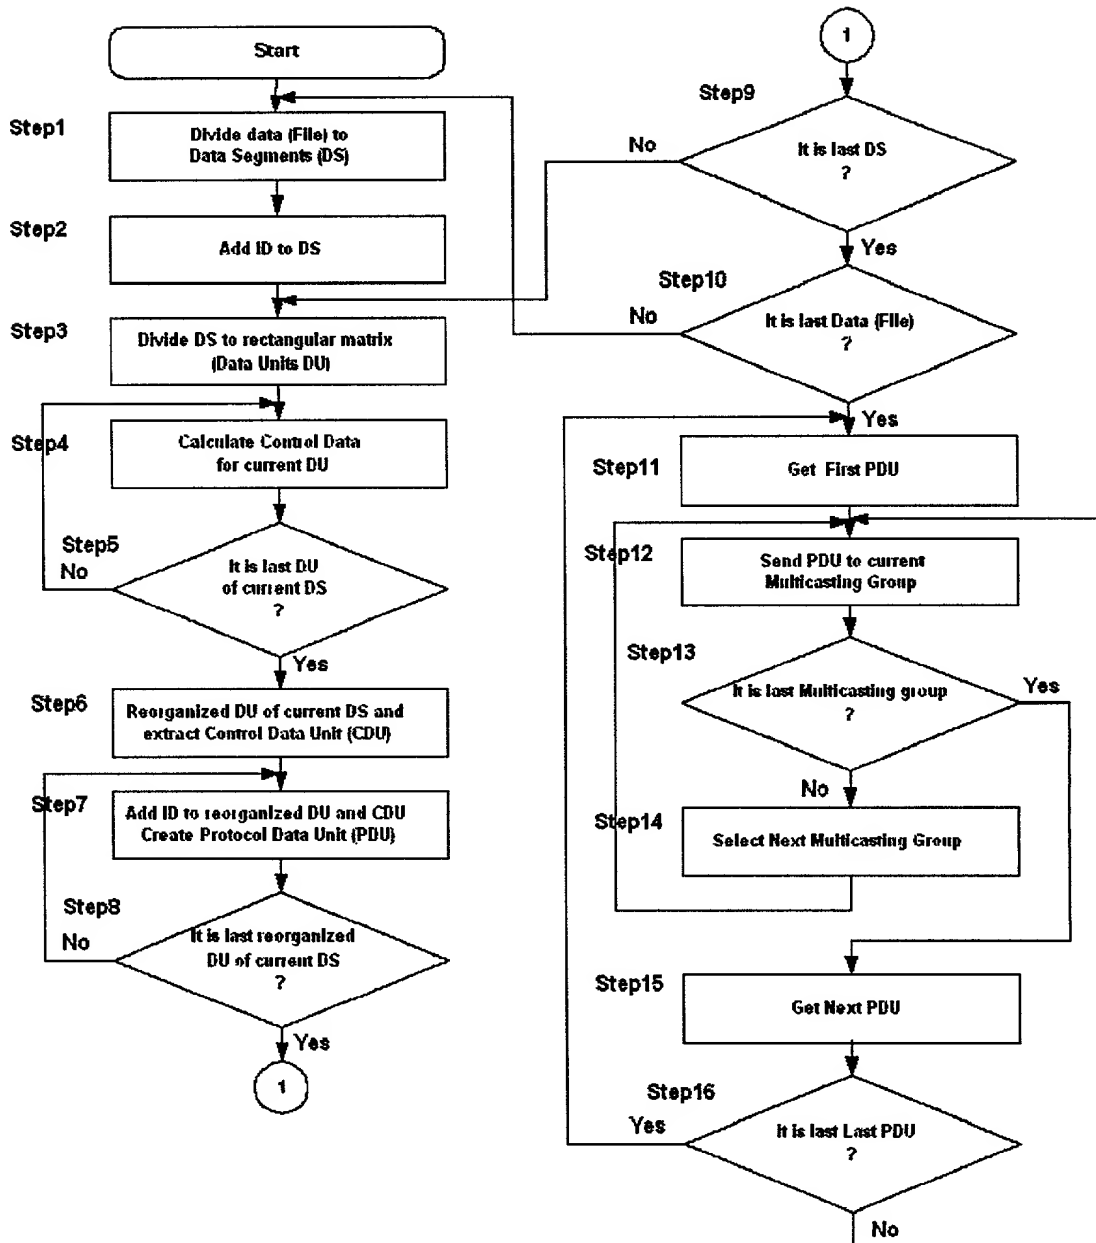 Start
Step1
Divide data (File) to
Data Segments (DS)
Step2
Add ID to DS
Step3
Divide DS to rectangular matrix
(Data Units DU)
Step4
Calculate Control Data
for current DU
Step5
No
It is last DU
of current DS
?
Yes
Step6
Reorganized DU of current DS and
extract Control Data Unit (CDU)
Step7
Add ID to reorganized DU and CDU
Create Protocol Data Unit (PDU)
Step8
No
It is last reorganized
DU of current DS
?
Yes
1
1
Step9
No
It is last DS
?
Yes
Step10
No
It is last Data (File)
?
Yes
Step11
Get First PDU
Step12
Send PDU to current
Multicasting Group
Step13
It is last Multicasting group
?
Yes
No
Step14
Select Next Multicasting Group
Step15
Get Next PDU
Step16
Yes
It is last Last PDU
?
No